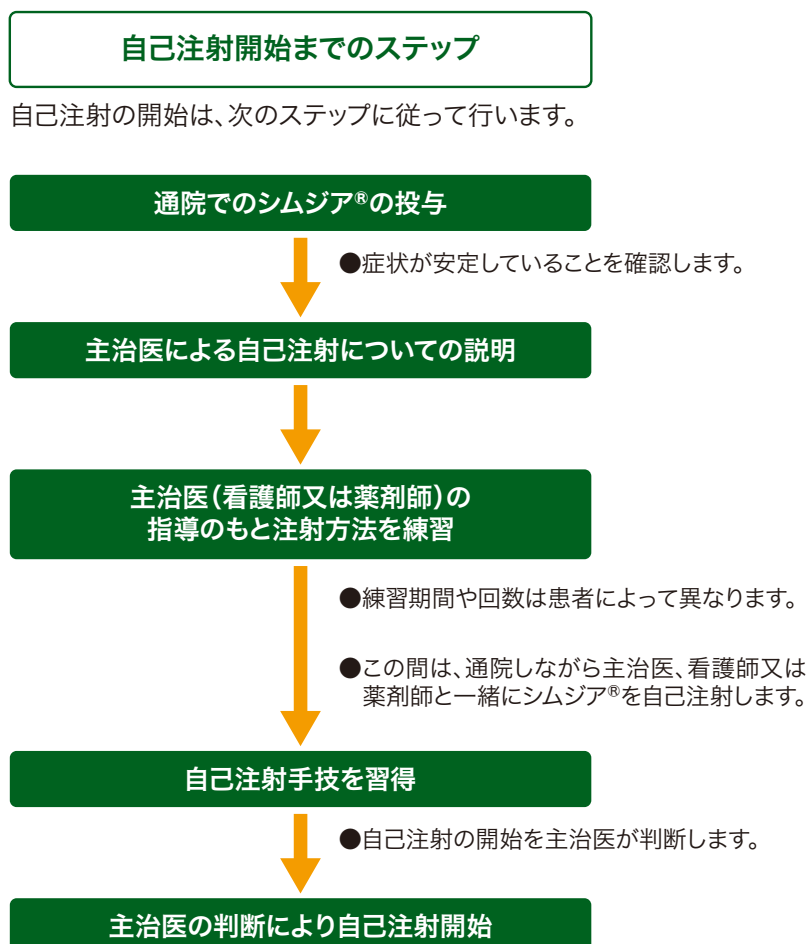 自己注射開始までのステップ
自己注射の開始は、次のステップに従って行います。
通院でのシムジア®の投与
●症状が安定していることを確認します。
主治医による自己注射についての説明
主治医（看護師又は薬剤師）の
指導のもと注射方法を練習
●練習期間や回数は患者によって異なります。
●この間は、通院しながら主治医、看護師又は
薬剤師と一緒にシムジア®を自己注射します。
自己注射手技を習得
●自己注射の開始を主治医が判断します。
主治医の判断により自己注射開始